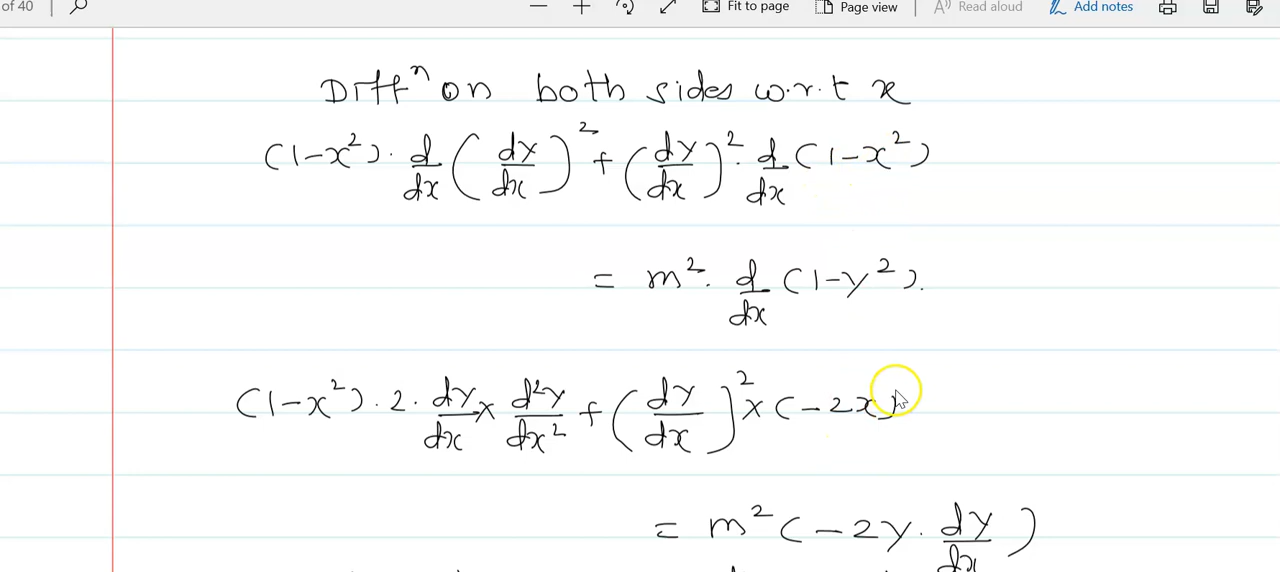 of 40 Fit to page Page view Read aloud Add notes
Diffⁿ on both sides w.r.t x
(1-x²). d/dx (dy/dx)² + (dy/dx)². d/dx (1-x²)
= m². d/dx (1-y²).
(1-x²).2. dy/dx × d²y/dx² + (dy/dx)² × (-2x)
= m² (-2y. dy/dx)